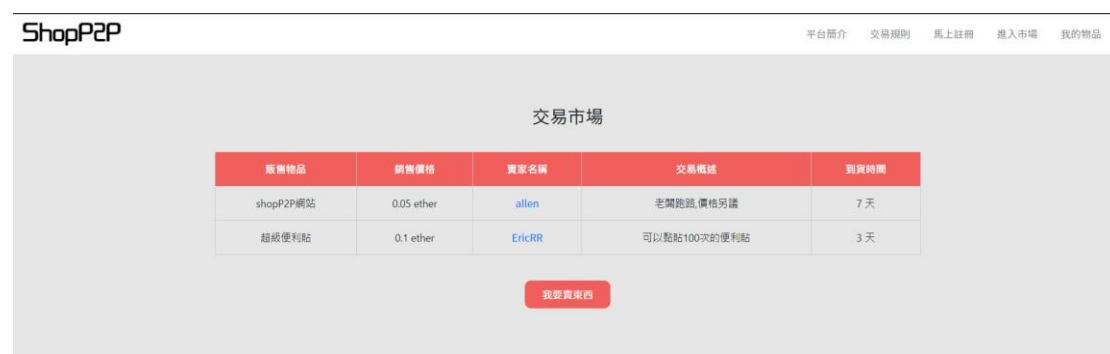 ShopP2P
平台簡介 交易規則 馬上註冊 進入市場 我的物品
交易市場
販售物品 銷售價格 賣家名稱 交易概述 到貨時間
shopP2P網站 0.05 ether allen 老闆跑路,價格另議 7 天
超級便利貼 0.1 ether EricRR 可以黏貼100次的便利貼 3 天
我要賣東西